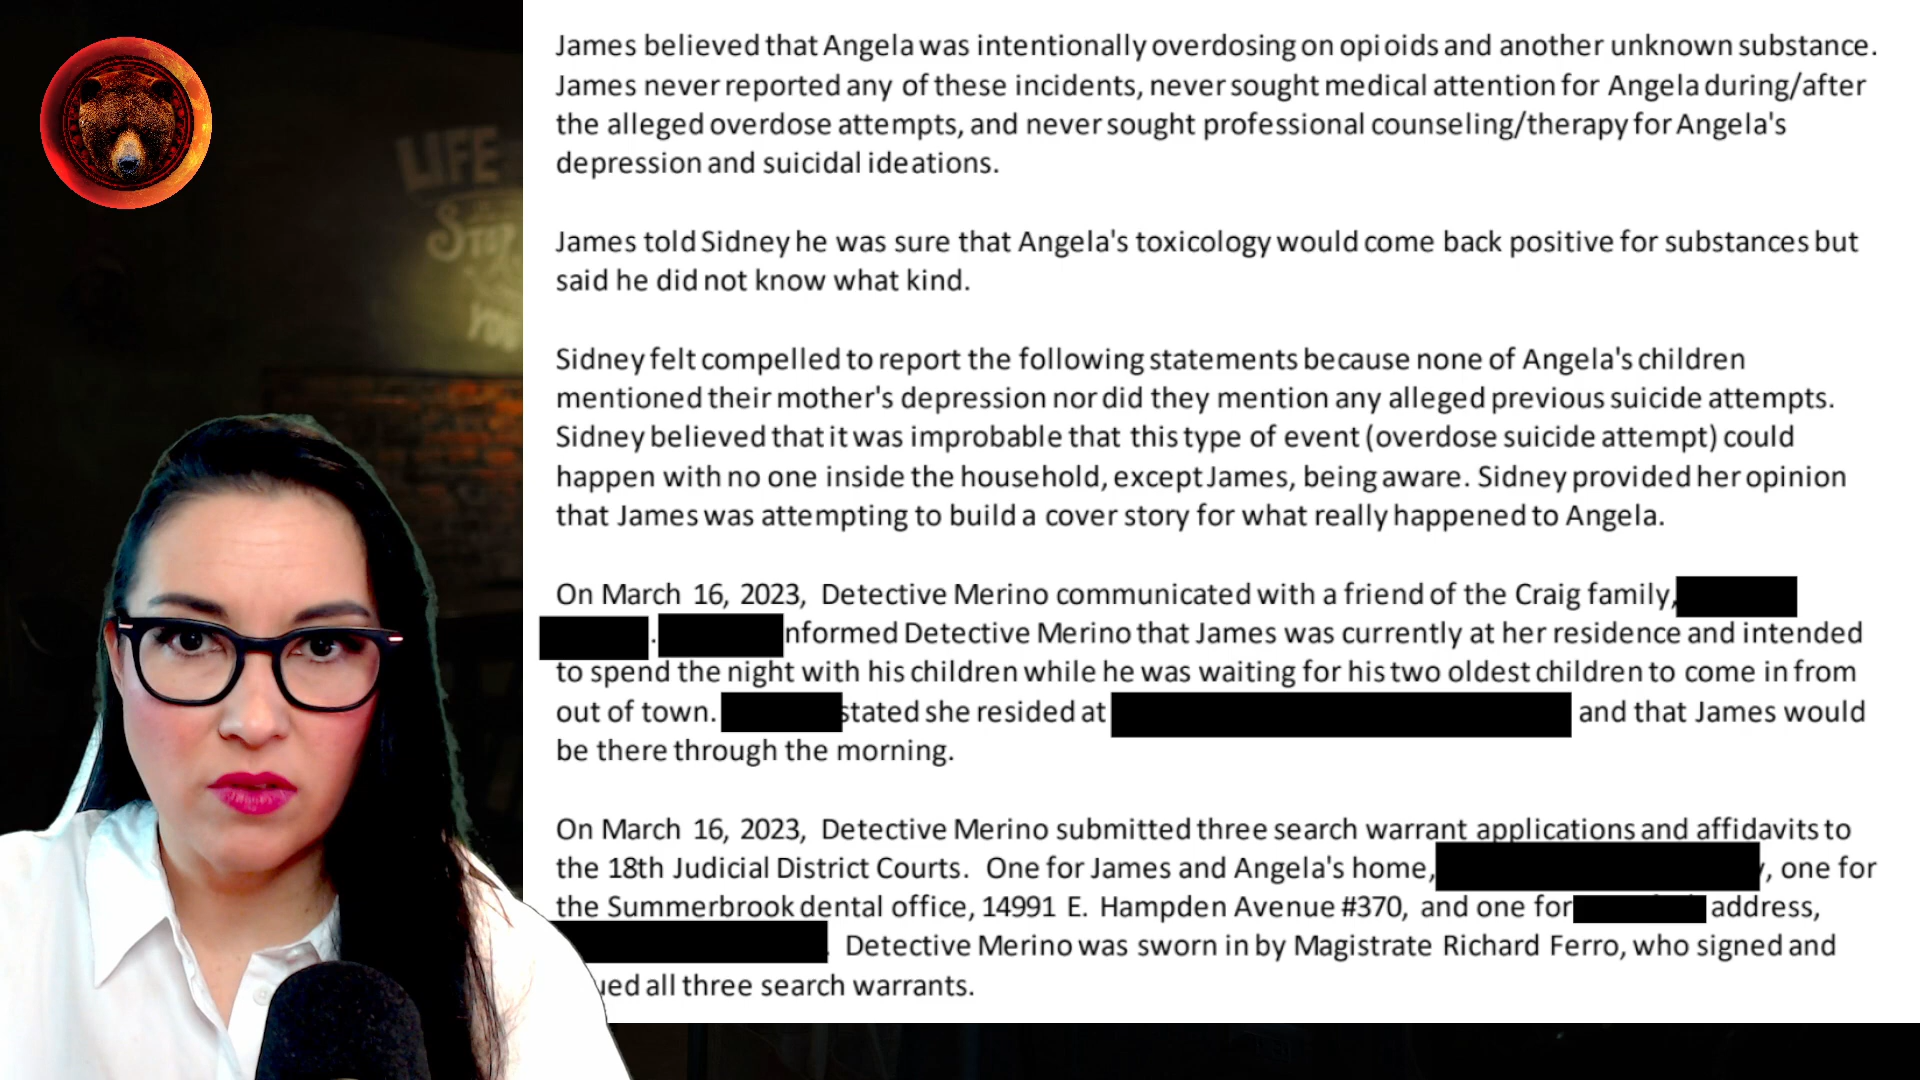 LIFE
James believed that Angela was intentionally overdosing on opioids and another unknown substance.
James never reported any of these incidents, never sought medical attention for Angela during/after
the alleged overdose attempts, and never sought professional counseling/therapy for Angela's
depression and suicidal ideations.
James told Sidney he was sure that Angela's toxicology would come back positive for substances but
said he did not know what kind.
Sidney felt compelled to report the following statements because none of Angela's children
mentioned their mother's depression nor did they mention any alleged previous suicide attempts.
Sidney believed that it was improbable that this type of event (overdose suicide attempt) could
happen with no one inside the household, except James, being aware. Sidney provided her opinion
that James was attempting to build a cover story for what really happened to Angela.
On March 16, 2023, Detective Merino communicated with a friend of the Craig family,
. nformed Detective Merino that James was currently at her residence and intended
to spend the night with his children while he was waiting for his two oldest children to come in from
out of town. stated she resided at and that James would
be there through the morning.
On March 16, 2023, Detective Merino submitted three search warrant applications and affidavits to
the 18th Judicial District Courts. One for James and Angela's home, , one for
the Summerbrook dental office, 14991 E. Hampden Avenue #370, and one for address,
Detective Merino was sworn in by Magistrate Richard Ferro, who signed and
ued all three search warrants.